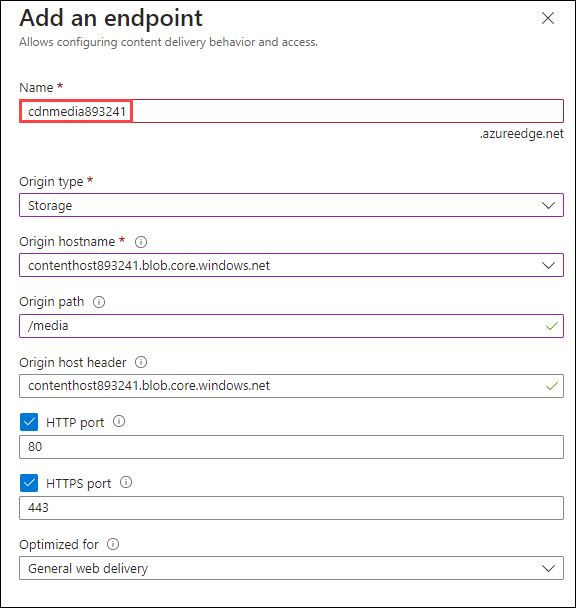 Add an endpoint
Allows configuring content delivery behavior and access.
Name *
cdnmedia893241
.azureedge.net
Origin type *
Storage
Origin hostname *
contenthost893241.blob.core.windows.net
Origin path
/media
Origin host header
contenthost893241.blob.core.windows.net
HTTP port
80
HTTPS port
443
Optimized for
General web delivery